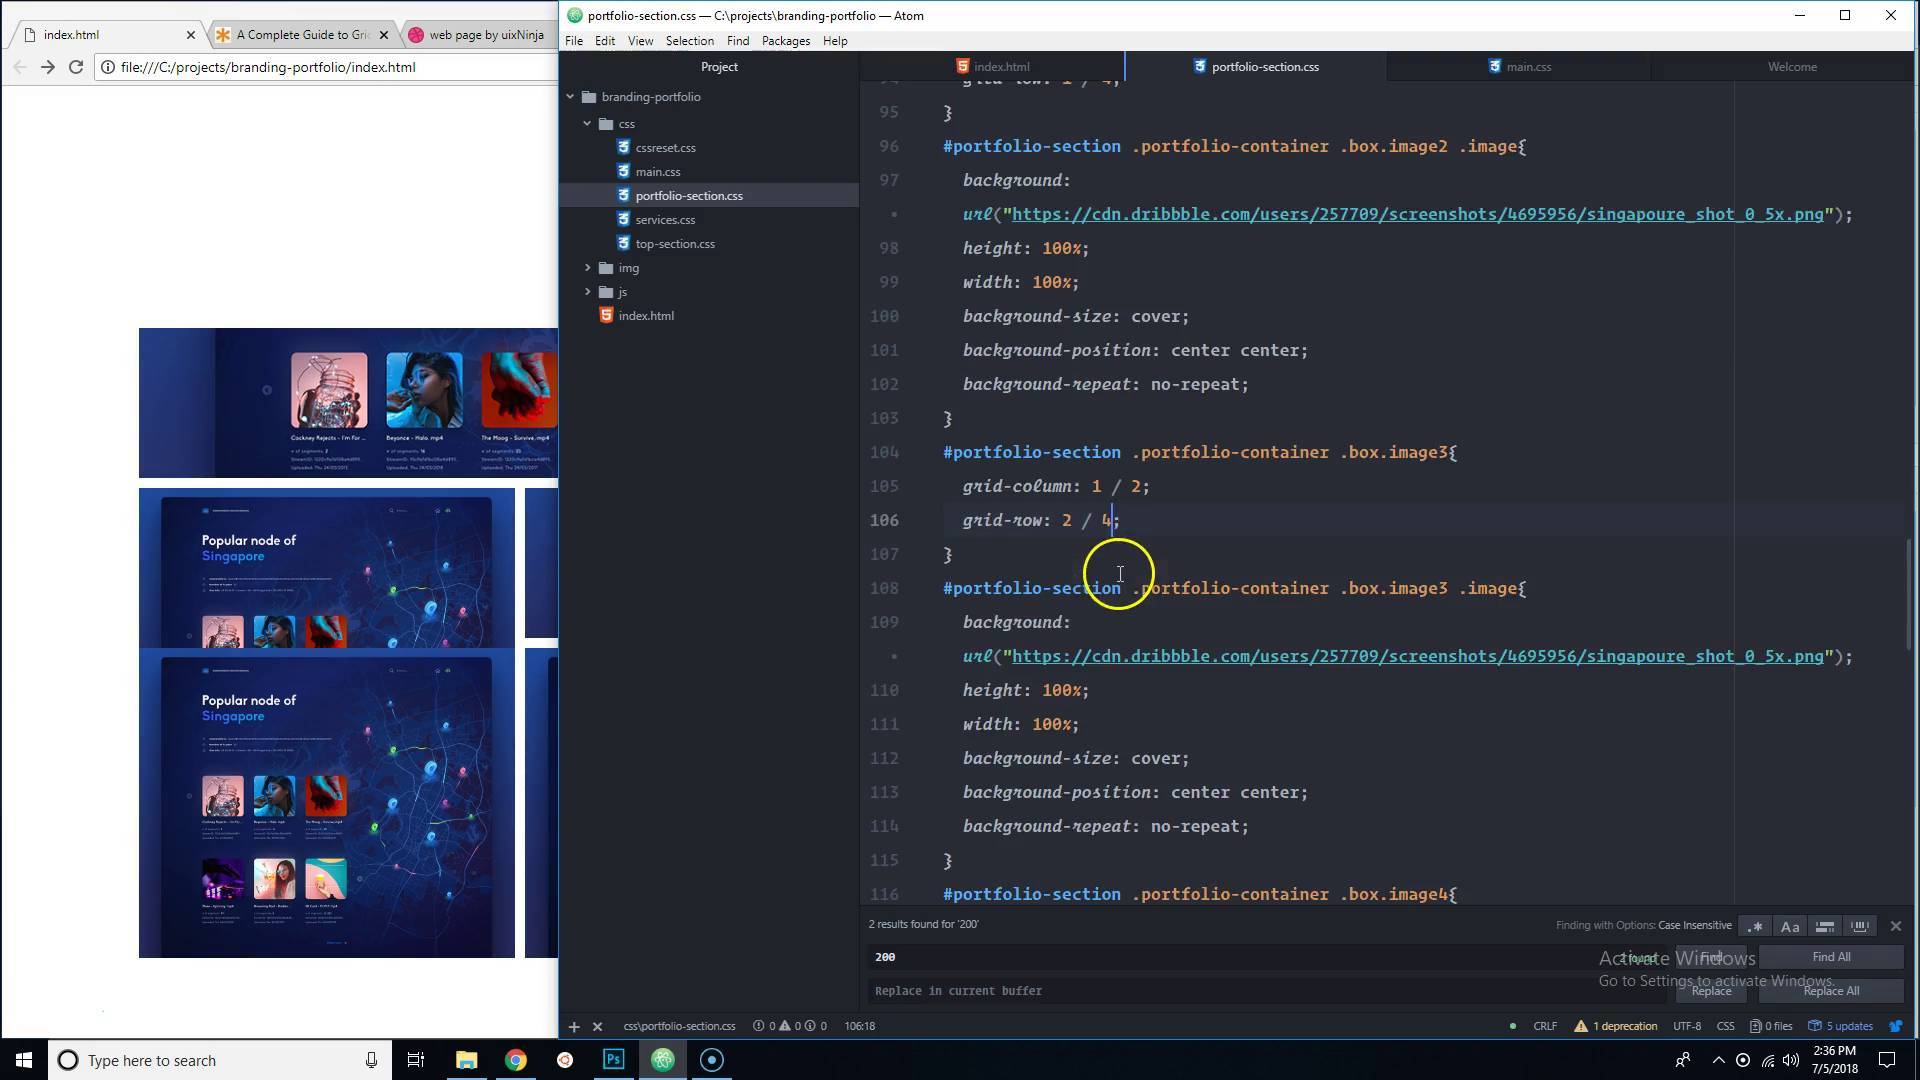 index.html
A Complete Guide to Gri
web page by uixNinja
file:///C:/projects/branding-portfolio/index.html
Cockney Rejects - I'm For ...
Beyonce - Halo. mp4
The Moog - Survive. mp4
Popular node of
Singapore
Popular node of
Singapore
portfolio-section.css — C:\projects\branding-portfolio — Atom
File Edit View Selection Find Packages Help
Project
branding-portfolio
css
cssreset.css
main.css
portfolio-section.css
services.css
top-section.css
img
js
index.html
index.html
portfolio-section.css
main.css
Welcome
94 grid-row: 1 / 4;
95 }
96 #portfolio-section .portfolio-container .box.image2 .image{
97 background:
• url("https://cdn.dribbble.com/users/257709/screenshots/4695956/singapoure_shot_0_5x.png");
98 height: 100%;
99 width: 100%;
100 background-size: cover;
101 background-position: center center;
102 background-repeat: no-repeat;
103 }
104 #portfolio-section .portfolio-container .box.image3{
105 grid-column: 1 / 2;
106 grid-row: 2 / 4;
107 }
108 #portfolio-section .portfolio-container .box.image3 .image{
109 background:
• url("https://cdn.dribbble.com/users/257709/screenshots/4695956/singapoure_shot_0_5x.png");
110 height: 100%;
111 width: 100%;
112 background-size: cover;
113 background-position: center center;
114 background-repeat: no-repeat;
115 }
116 #portfolio-section .portfolio-container .box.image4{
2 results found for '200'
Finding with Options: Case Insensitive
.* Aa
200
2 found
Find
Find All
Replace in current buffer
Replace
Replace All
Activate Windows
Go to Settings to activate Windows.
css\portfolio-section.css 0 0 0 106:18
CRLF 1 deprecation UTF-8 CSS 0 files 5 updates
Type here to search
Ps
2:36 PM
7/5/2018